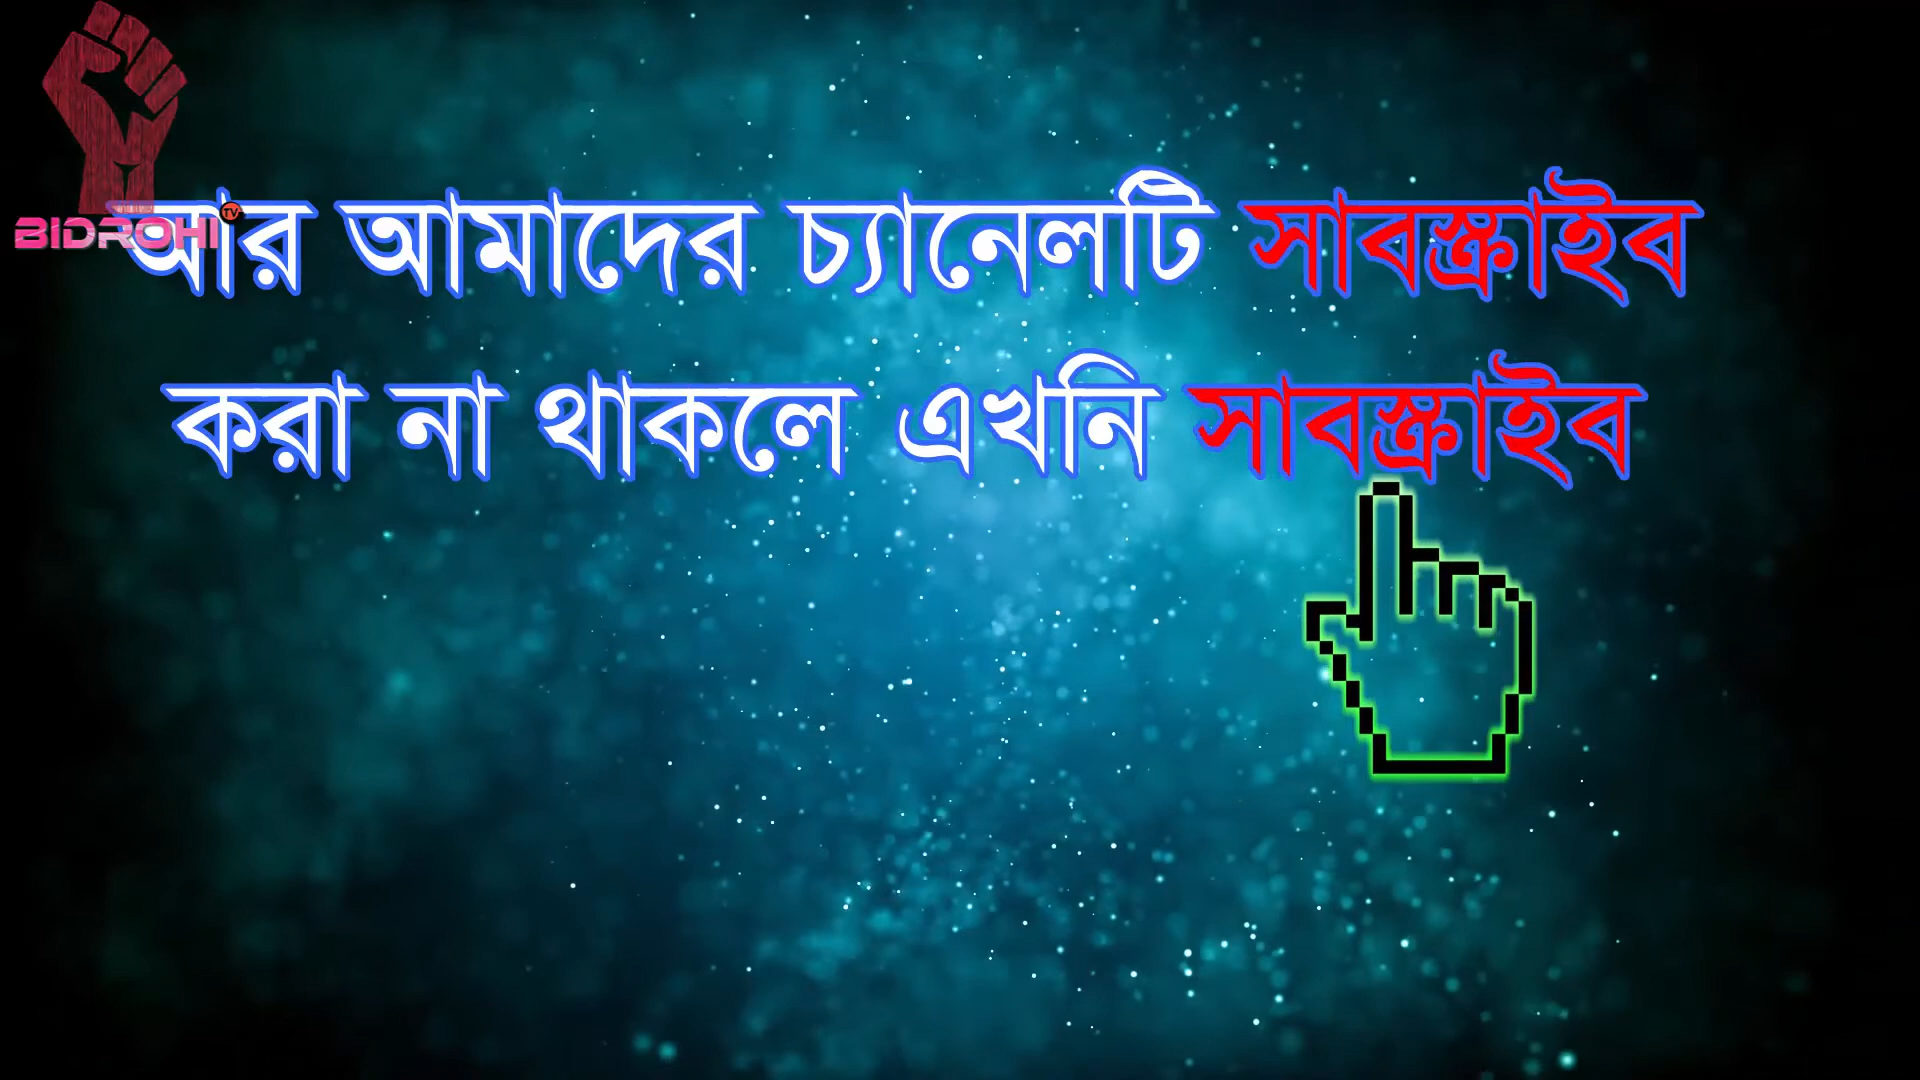 BIDROHI TV
আর আমাদের চ্যানেলটি সাবস্ক্রাইব
করা না থাকলে এখনি সাবস্ক্রাইব